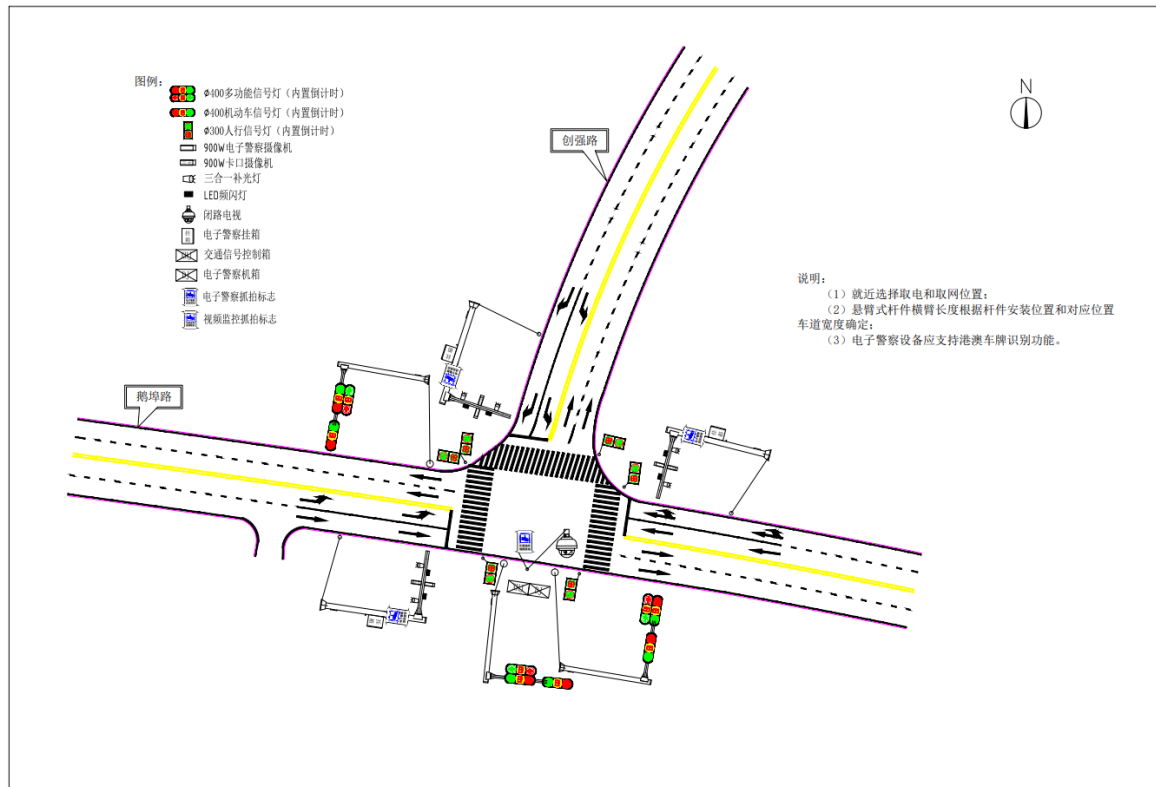 图例：
Φ400多功能信号灯（内置倒计时）
Φ400机动车信号灯（内置倒计时）
Φ300人行信号灯（内置倒计时）
900W电子警察摄像机
900W卡口摄像机
三合一补光灯
LED频闪灯
闭路电视
电子警察挂箱
交通信号控制箱
电子警察机箱
电子警察抓拍标志
视频监控抓拍标志
创强路
N
说明：
（1）就近选择取电和取网位置；
（2）悬臂式杆件横臂长度根据杆件安装位置和对应位置
车道宽度确定；
（3）电子警察设备应支持港澳车牌识别功能。
鹅埠路